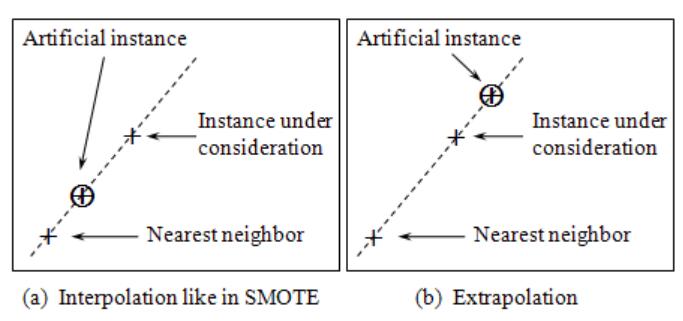 Artificial instance
Instance under
consideration
Nearest neighbor
(a) Interpolation like in SMOTE
Artificial instance
Instance under
consideration
Nearest neighbor
(b) Extrapolation